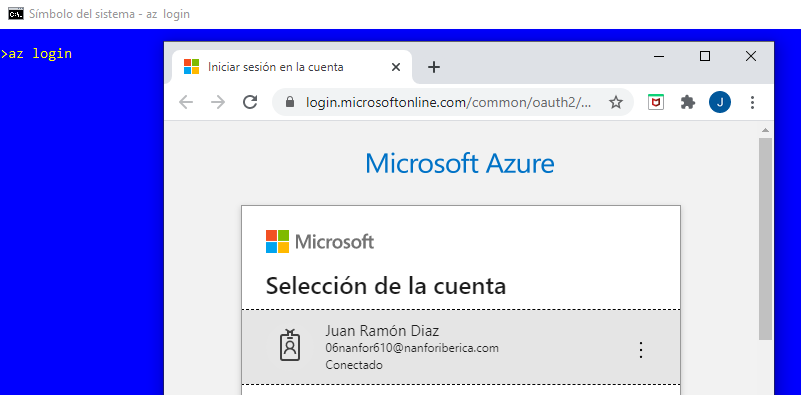 Símbolo del sistema - az login
>az login
Iniciar sesión en la cuenta
login.microsoftonline.com/common/oauth2/...
J
Microsoft Azure
Microsoft
Selección de la cuenta
Juan Ramón Diaz
06nanfor610@nanforiberica.com
Conectado